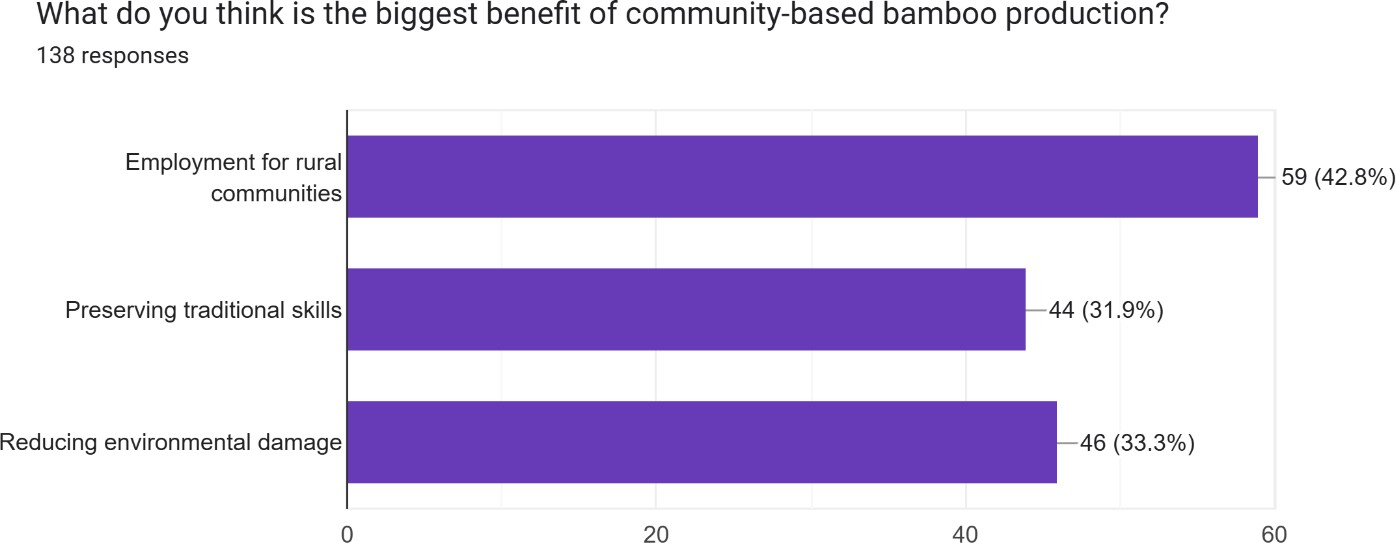 What do you think is the biggest benefit of community-based bamboo production?
138 responses
Employment for rural
communities
59 (42.8%)
Preserving traditional skills
44 (31.9%)
Reducing environmental damage
46 (33.3%)
0
20
40
60